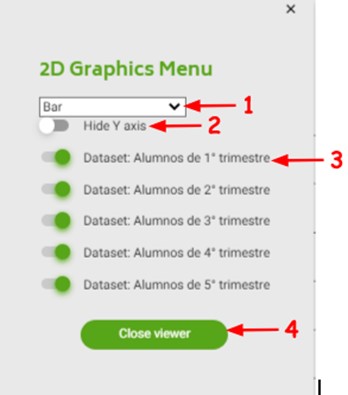 ×
2D Graphics Menu
Bar 1
Hide Y axis 2
Dataset: Alumnos de 1° trimestre 3
Dataset: Alumnos de 2° trimestre
Dataset: Alumnos de 3° trimestre
Dataset: Alumnos de 4° trimestre
Dataset: Alumnos de 5° trimestre
Close viewer 4